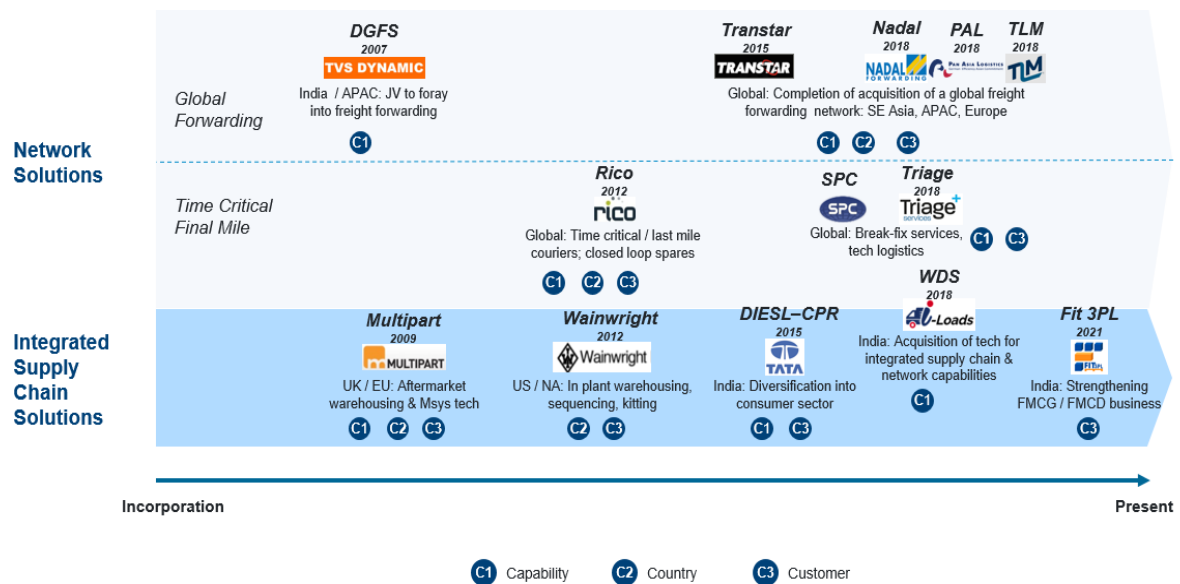 DGFS
2007
TVS DYNAMIC
India / APAC: JV to foray
into freight forwarding
C1
Transtar
2015
TRANSTAR
Nadal
2018
NADAL
FORWARDING
PAL
2018
PAN ASIA LOGISTICS
TLM
2018
TLM
Global: Completion of acquisition of a global freight
forwarding network: SE Asia, APAC, Europe
C1 C2 C3
Global
Forwarding
Network
Solutions
Time Critical
Final Mile
Rico
2012
rico
Global: Time critical / last mile
couriers; closed loop spares
C1 C2 C3
SPC
SPC
Triage
2018
Triage+
services
Global: Break-fix services,
tech logistics
C1 C3
Integrated
Supply
Chain
Solutions
Multipart
2009
MULTIPART
UK / EU: Aftermarket
warehousing & Msys tech
C1 C2 C3
Wainwright
2012
Wainwright
US / NA: In plant warehousing,
sequencing, kitting
C2 C3
DIESL–CPR
2015
TATA
India: Diversification into
consumer sector
C1 C3
WDS
2018
i-Loads
India: Acquisition of tech for
integrated supply chain &
network capabilities
C1
Fit 3PL
2021
India: Strengthening
FMCG / FMCD business
C3
Incorporation
Present
C1 Capability
C2 Country
C3 Customer